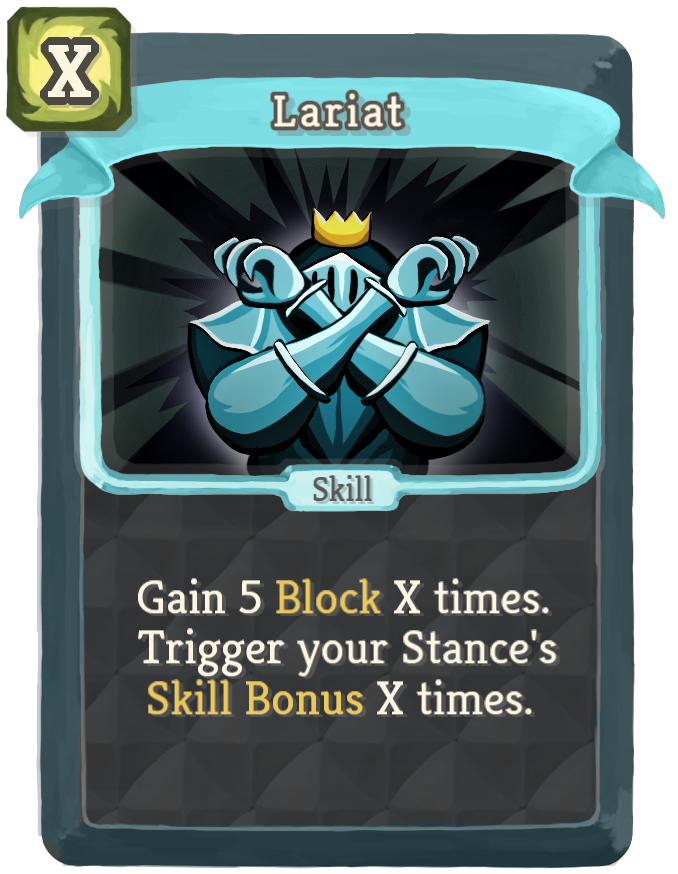 X
Lariat
Skill
Gain 5 Block X times.
Trigger your Stance's
Skill Bonus X times.